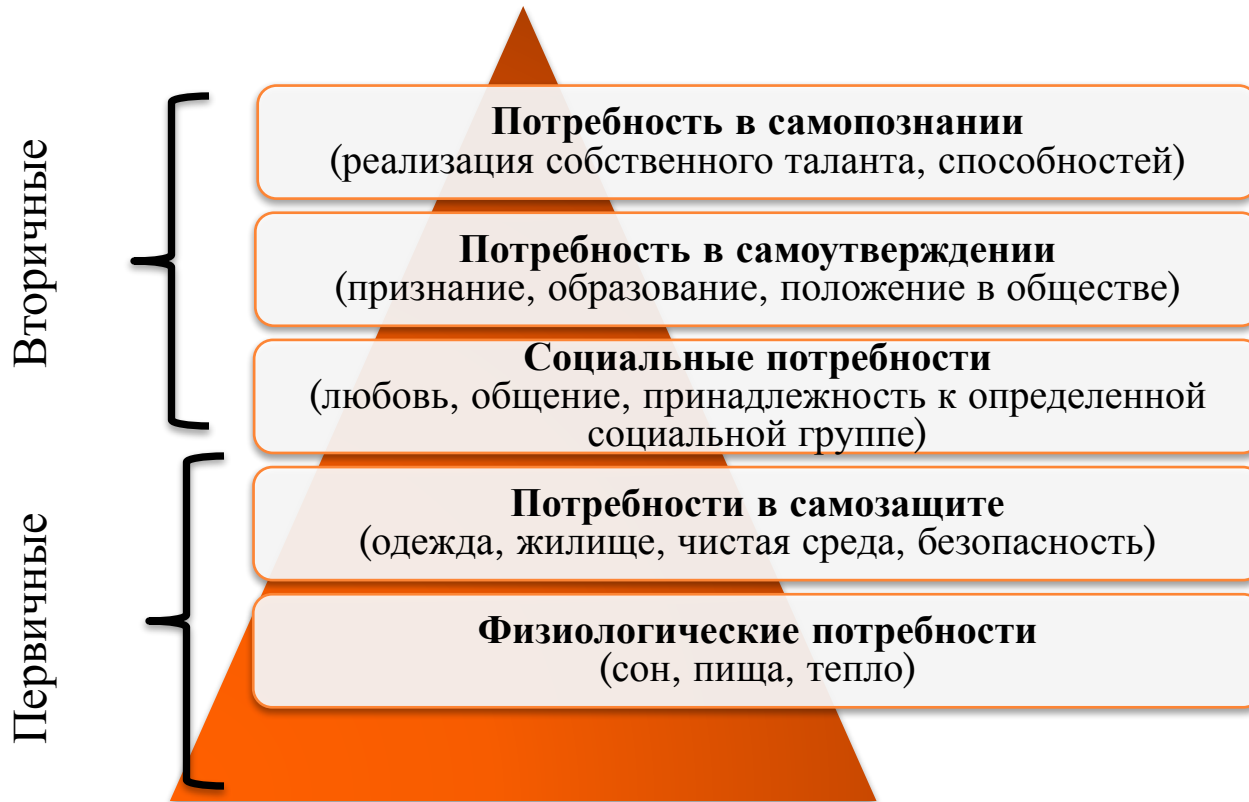 Вторичные
Потребность в самопознании
(реализация собственного таланта, способностей)
Потребность в самоутверждении
(признание, образование, положение в обществе)
Социальные потребности
(любовь, общение, принадлежность к определенной
социальной группе)
Первичные
Потребности в самозащите
(одежда, жилище, чистая среда, безопасность)
Физиологические потребности
(сон, пища, тепло)